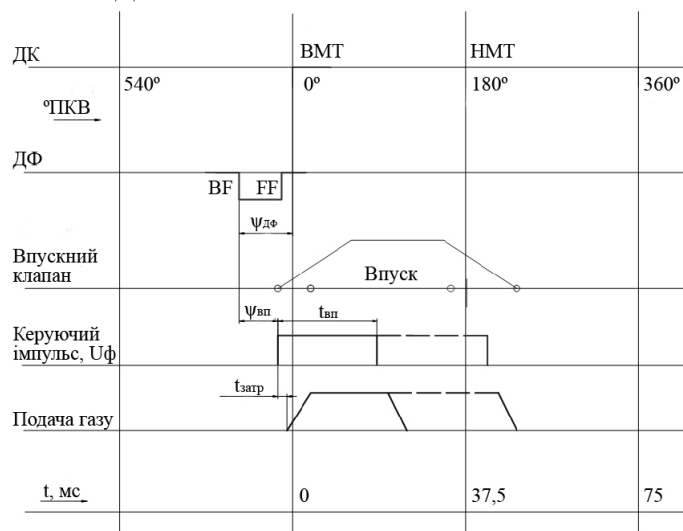 ДК
ВМТ
НМТ
540º
0º
180º
360º
ºПКВ
ДФ
BF
FF
ψДФ
Впускний
клапан
Впуск
ψвп
tвп
Керуючий
імпульс, Uф
tзатр
Подача газу
t, мс
0
37,5
75